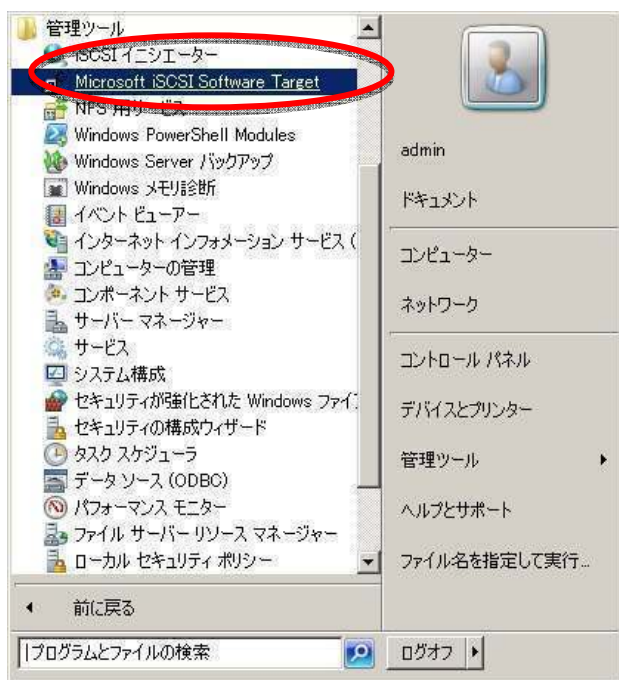 管理ツール
iSCSI イニシエーター
Microsoft iSCSI Software Target
NFS 用サービス
Windows PowerShell Modules
Windows Server バックアップ
Windows メモリ診断
イベント ビューアー
インターネット インフォメーション サービス (
コンピューターの管理
コンポーネント サービス
サーバー マネージャー
サービス
システム構成
セキュリティが強化された Windows ファイ
セキュリティの構成ウィザード
タスク スケジューラ
データ ソース (ODBC)
パフォーマンス モニター
ファイル サーバー リソース マネージャー
ローカル セキュリティ ポリシー
前に戻る
プログラムとファイルの検索
admin
ドキュメント
コンピューター
ネットワーク
コントロール パネル
デバイスとプリンター
管理ツール
ヘルプとサポート
ファイル名を指定して実行...
ログオフ